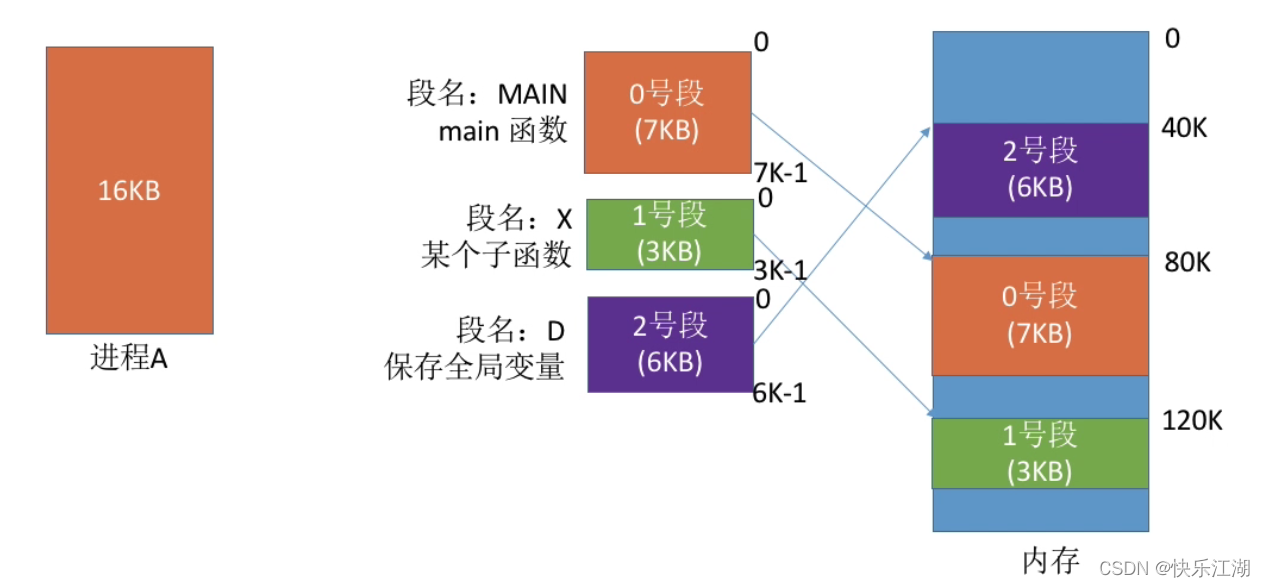 16KB
进程A
段名：MAIN
main 函数
0号段
(7KB)
0
7K-1
段名：X
某个子函数
1号段
(3KB)
0
3K-1
段名：D
保存全局变量
2号段
(6KB)
0
6K-1
0
2号段
(6KB)
40K
0号段
(7KB)
80K
1号段
(3KB)
120K
内存
CSDN @快乐江湖